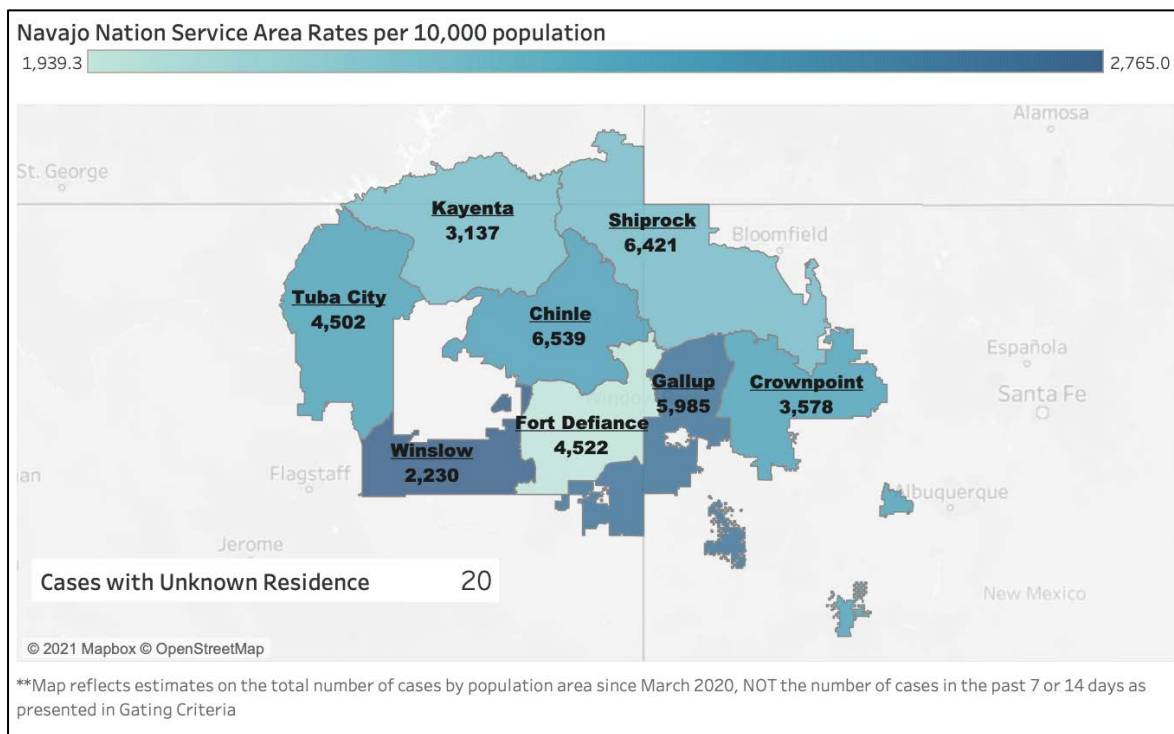 Navajo Nation Service Area Rates per 10,000 population
1,939.3
2,765.0
Alamosa
St. George
Kayenta
3,137
Shiprock
6,421
Bloomfield
Tuba City
4,502
Chinle
6,539
Española
Gallup
5,985
Crownpoint
3,578
Santa Fe
Fort Defiance
4,522
Winslow
2,230
Flagstaff
Albuquerque
Jerome
Cases with Unknown Residence 20
New Mexico
© 2021 Mapbox © OpenStreetMap
**Map reflects estimates on the total number of cases by population area since March 2020, NOT the number of cases in the past 7 or 14 days as
presented in Gating Criteria